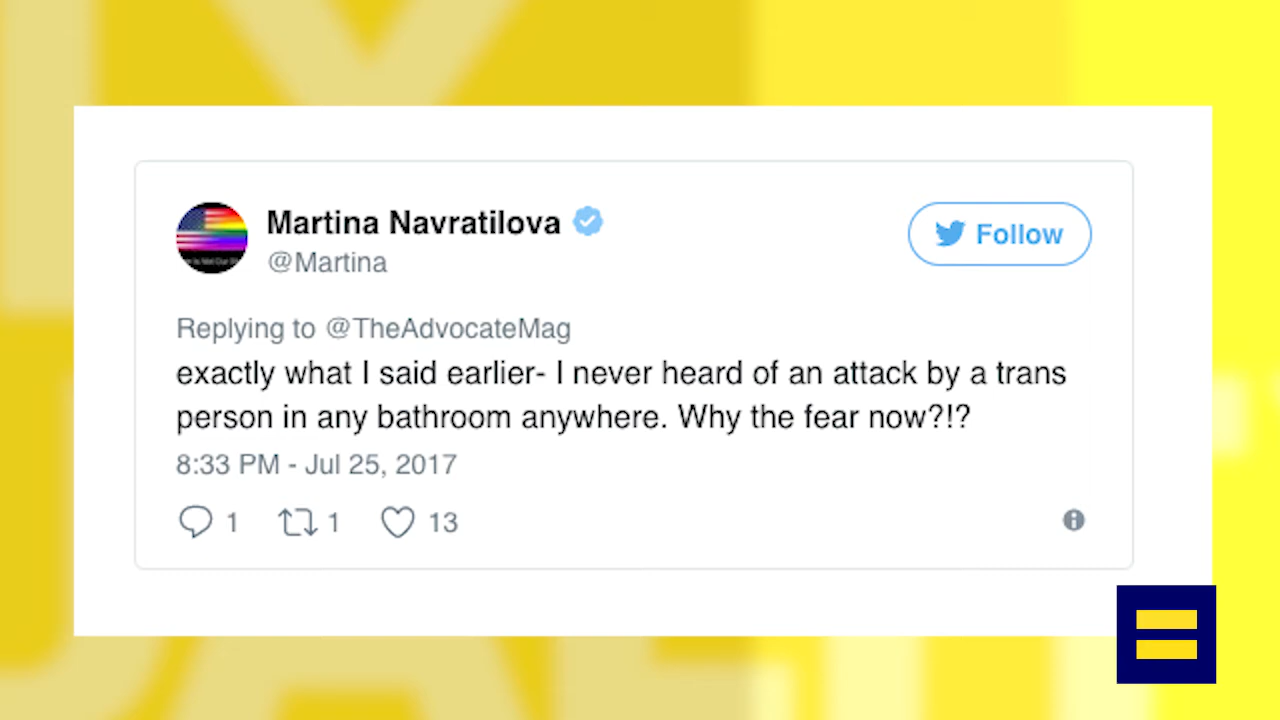 Martina Navratilova
@Martina
Follow
Replying to @TheAdvocateMag
exactly what I said earlier- I never heard of an attack by a trans
person in any bathroom anywhere. Why the fear now?!?
8:33 PM - Jul 25, 2017
1 1 13